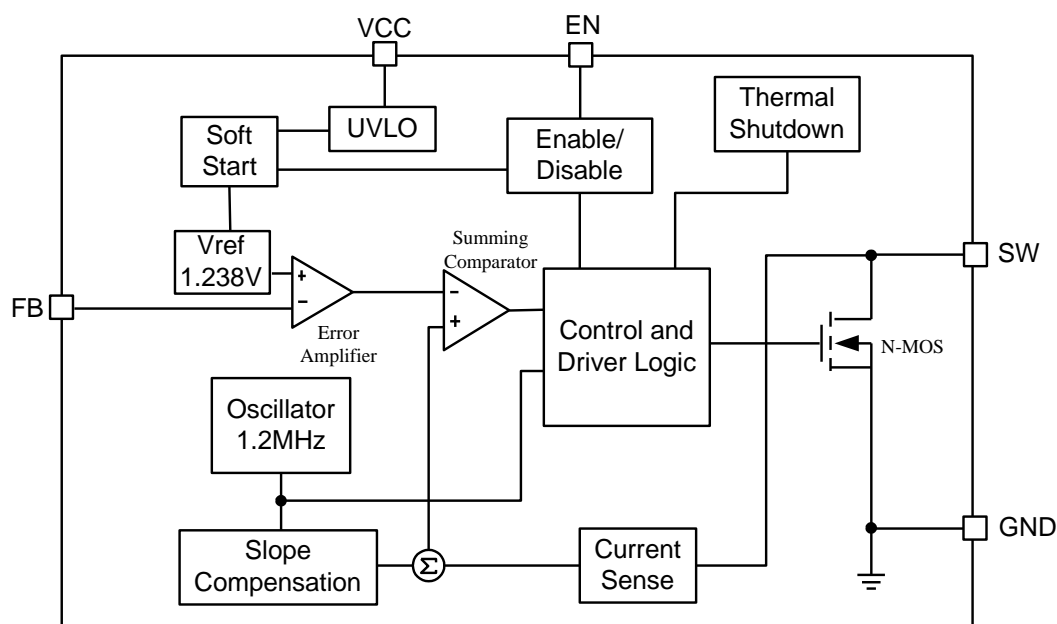 VCC
EN
UVLO
Soft
Start
Enable/
Disable
Thermal
Shutdown
Vref
1.238V
Summing
Comparator
SW
FB
+
−
−
+
Error
Amplifier
Control and
Driver Logic
N-MOS
Oscillator
1.2MHz
GND
Slope
Compensation
Σ
Current
Sense